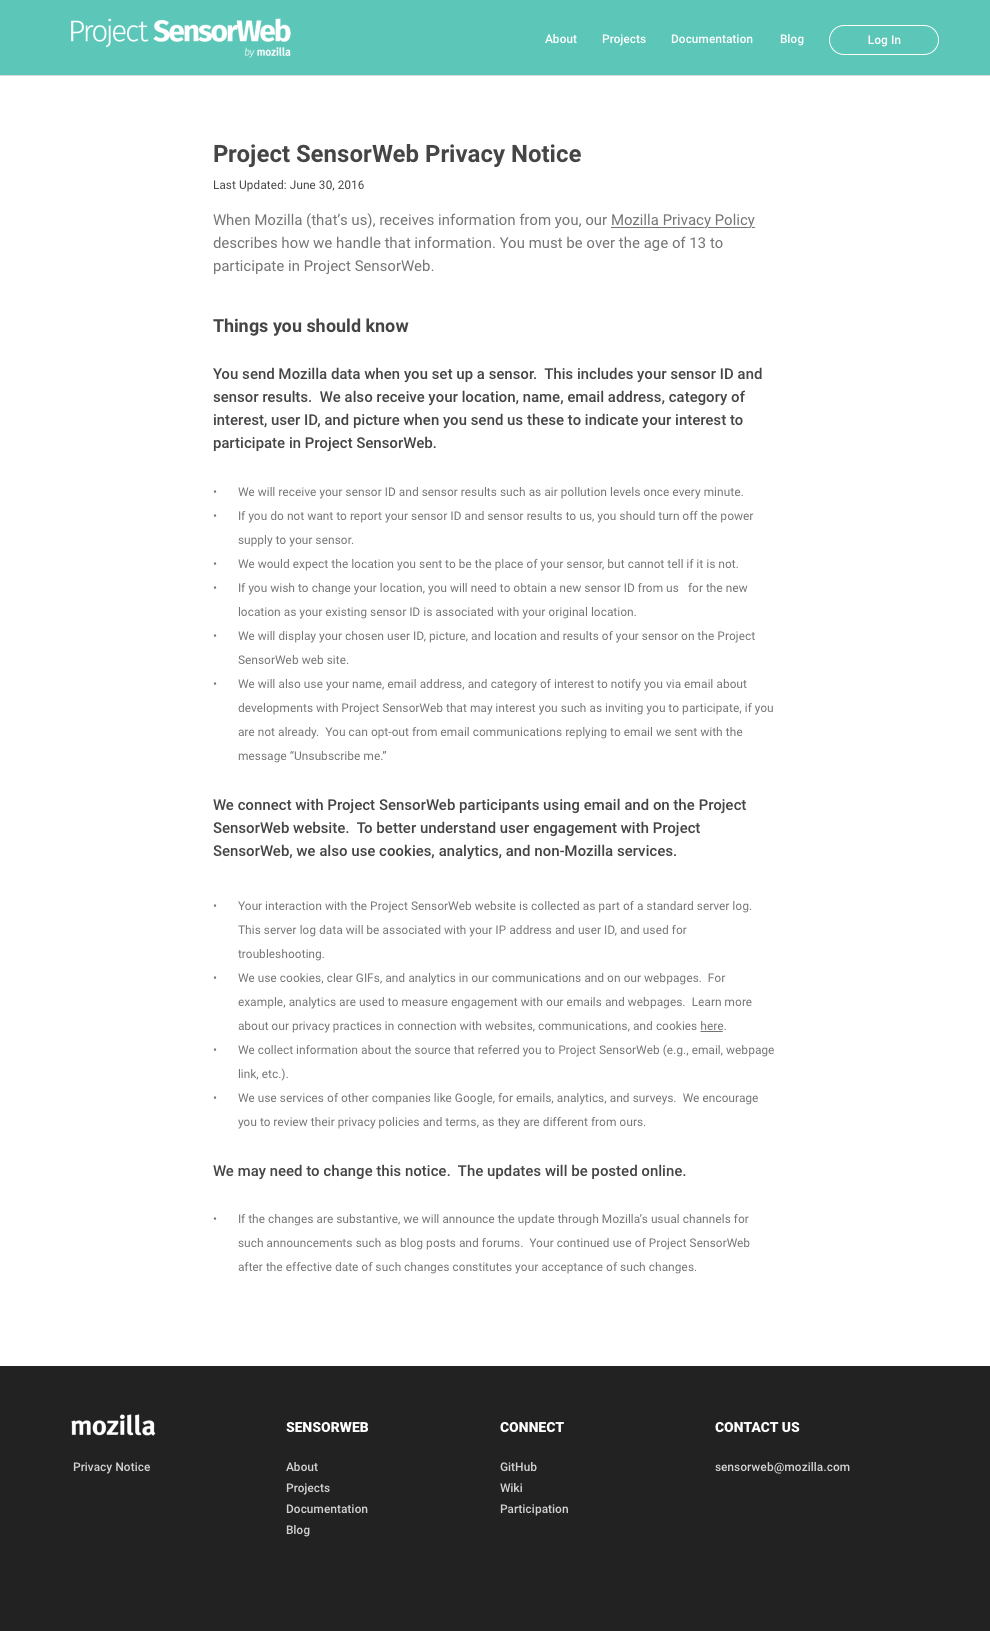 Project SensorWeb
by mozilla
About Projects Documentation Blog Log In
Project SensorWeb Privacy Notice
Last Updated: June 30, 2016
When Mozilla (that’s us), receives information from you, our Mozilla Privacy Policy
describes how we handle that information. You must be over the age of 13 to
participate in Project SensorWeb.
Things you should know
You send Mozilla data when you set up a sensor.  This includes your sensor ID and
sensor results.  We also receive your location, name, email address, category of
interest, user ID, and picture when you send us these to indicate your interest to
participate in Project SensorWeb.
• We will receive your sensor ID and sensor results such as air pollution levels once every minute.
• If you do not want to report your sensor ID and sensor results to us, you should turn off the power
supply to your sensor.
• We would expect the location you sent to be the place of your sensor, but cannot tell if it is not.
• If you wish to change your location, you will need to obtain a new sensor ID from us   for the new
location as your existing sensor ID is associated with your original location.
• We will display your chosen user ID, picture, and location and results of your sensor on the Project
SensorWeb web site.
• We will also use your name, email address, and category of interest to notify you via email about
developments with Project SensorWeb that may interest you such as inviting you to participate, if you
are not already.  You can opt-out from email communications replying to email we sent with the
message “Unsubscribe me.”
We connect with Project SensorWeb participants using email and on the Project
SensorWeb website.  To better understand user engagement with Project
SensorWeb, we also use cookies, analytics, and non-Mozilla services.
• Your interaction with the Project SensorWeb website is collected as part of a standard server log.
This server log data will be associated with your IP address and user ID, and used for
troubleshooting.
• We use cookies, clear GIFs, and analytics in our communications and on our webpages.  For
example, analytics are used to measure engagement with our emails and webpages.  Learn more
about our privacy practices in connection with websites, communications, and cookies here.
• We collect information about the source that referred you to Project SensorWeb (e.g., email, webpage
link, etc.).
• We use services of other companies like Google, for emails, analytics, and surveys.  We encourage
you to review their privacy policies and terms, as they are different from ours.
We may need to change this notice.  The updates will be posted online.
• If the changes are substantive, we will announce the update through Mozilla’s usual channels for
such announcements such as blog posts and forums.  Your continued use of Project SensorWeb
after the effective date of such changes constitutes your acceptance of such changes.
mozilla
Privacy Notice
SENSORWEB
About
Projects
Documentation
Blog
CONNECT
GitHub
Wiki
Participation
CONTACT US
sensorweb@mozilla.com